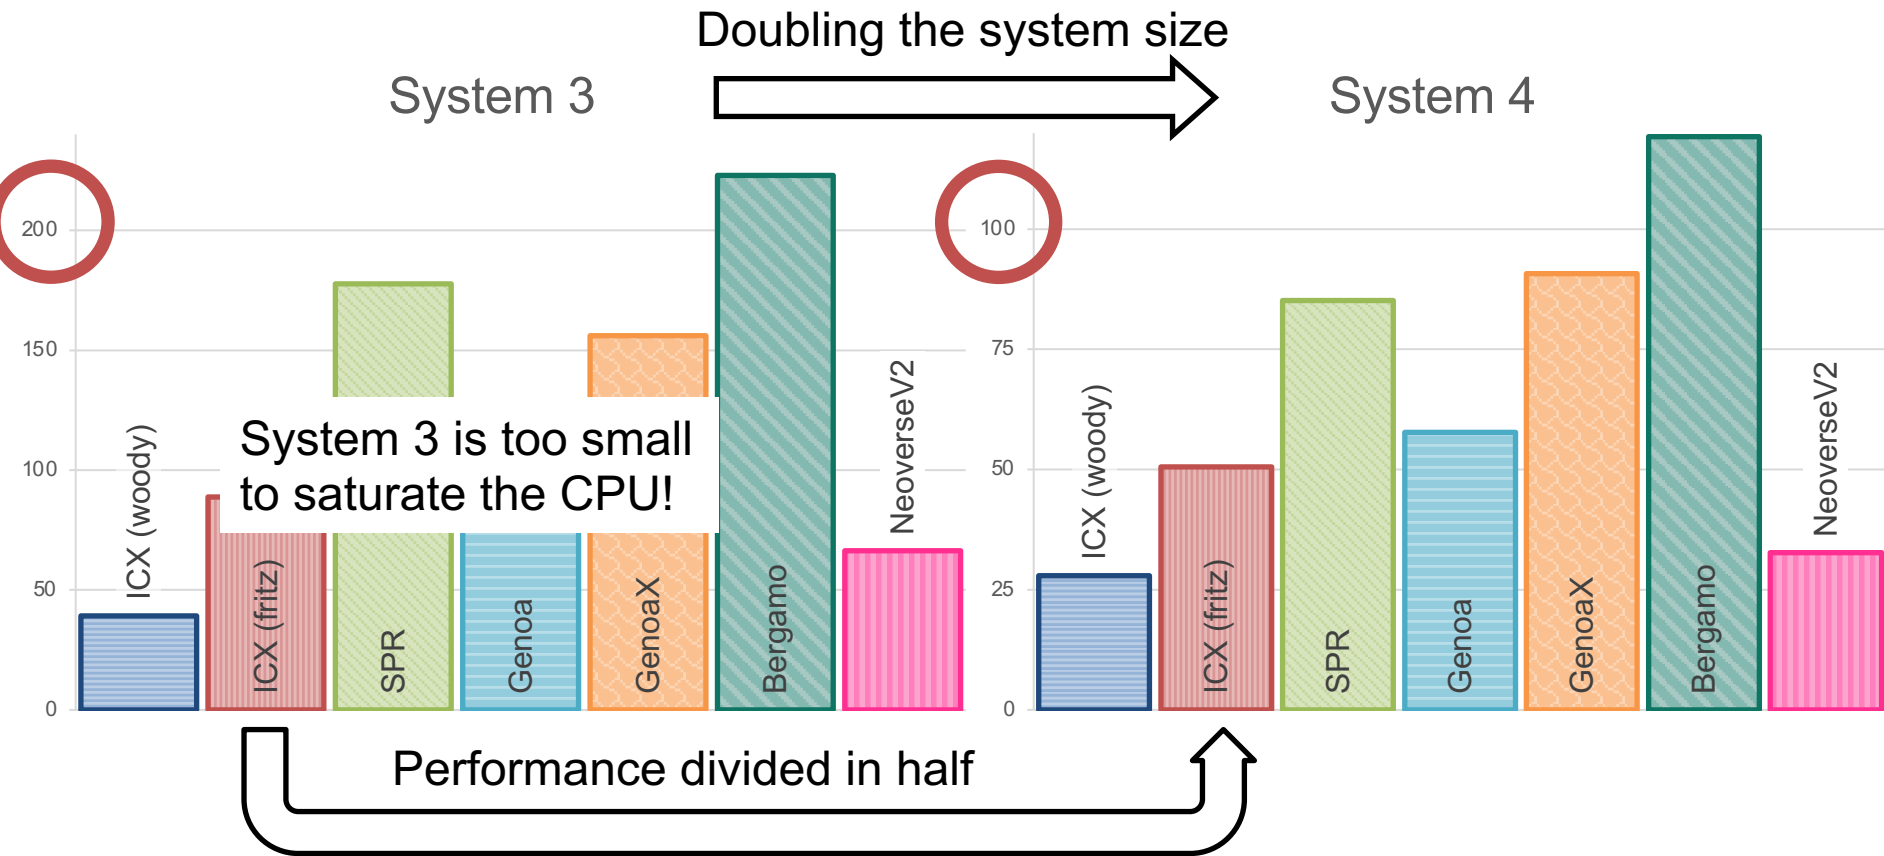 Doubling the system size
System 3
System 4
200
150
100
50
0
ICX (woody)
ICX (fritz)
SPR
Genoa
GenoaX
Bergamo
NeoverseV2
System 3 is too small
to saturate the CPU!
100
75
50
25
0
ICX (woody)
ICX (fritz)
SPR
Genoa
GenoaX
Bergamo
NeoverseV2
Performance divided in half